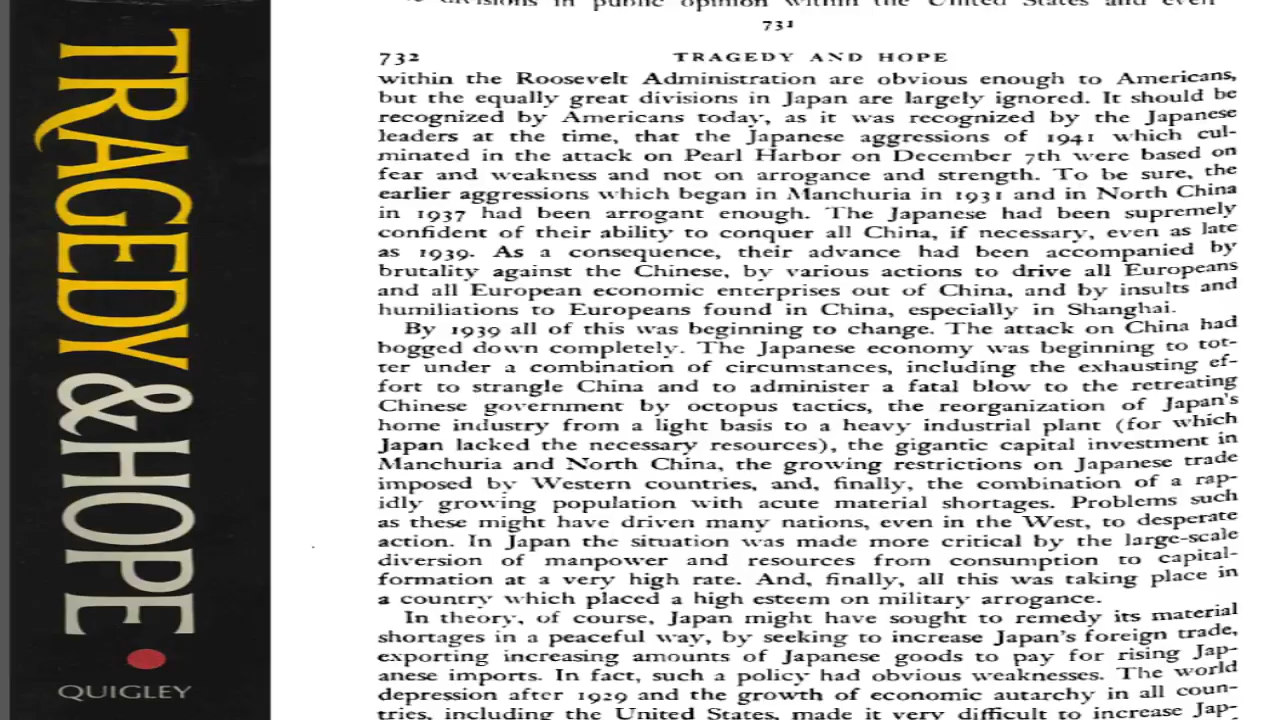 TRAGEDY & HOPE
QUIGLEY
divisions in public opinion within the United States and even
731
732 TRAGEDY AND HOPE
within the Roosevelt Administration are obvious enough to Americans,
but the equally great divisions in Japan are largely ignored. It should be
recognized by Americans today, as it was recognized by the Japanese
leaders at the time, that the Japanese aggressions of 1941 which cul-
minated in the attack on Pearl Harbor on December 7th were based on
fear and weakness and not on arrogance and strength. To be sure, the
earlier aggressions which began in Manchuria in 1931 and in North China
in 1937 had been arrogant enough. The Japanese had been supremely
confident of their ability to conquer all China, if necessary, even as late
as 1939. As a consequence, their advance had been accompanied by
brutality against the Chinese, by various actions to drive all Europeans
and all European economic enterprises out of China, and by insults and
humiliations to Europeans found in China, especially in Shanghai.
By 1939 all of this was beginning to change. The attack on China had
bogged down completely. The Japanese economy was beginning to tot-
ter under a combination of circumstances, including the exhausting ef-
fort to strangle China and to administer a fatal blow to the retreating
Chinese government by octopus tactics, the reorganization of Japan's
home industry from a light basis to a heavy industrial plant (for which
Japan lacked the necessary resources), the gigantic capital investment in
Manchuria and North China, the growing restrictions on Japanese trade
imposed by Western countries, and, finally, the combination of a rap-
idly growing population with acute material shortages. Problems such
as these might have driven many nations, even in the West, to desperate
action. In Japan the situation was made more critical by the large-scale
diversion of manpower and resources from consumption to capital-
formation at a very high rate. And, finally, all this was taking place in
a country which placed a high esteem on military arrogance.
In theory, of course, Japan might have sought to remedy its material
shortages in a peaceful way, by seeking to increase Japan's foreign trade,
exporting increasing amounts of Japanese goods to pay for rising Jap-
anese imports. In fact, such a policy had obvious weaknesses. The world
depression after 1929 and the growth of economic autarchy in all coun-
tries, including the United States, made it very difficult to increase Jap-